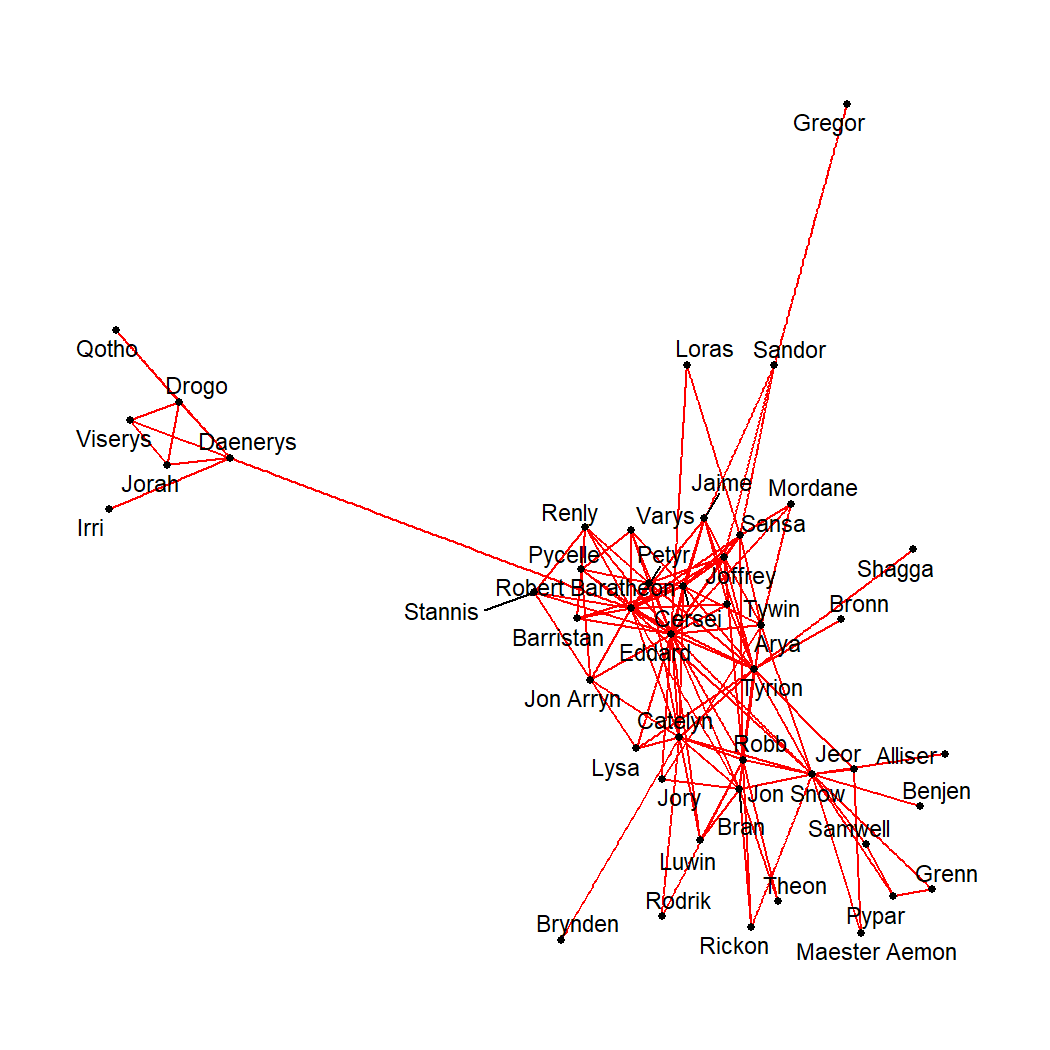 Gregor
Qotho
Loras
Sandor
Drogo
Viserys
Daenerys
Jorah
Irri
Jaime
Mordane
Renly
Varys
Sansa
Pycelle
Petyr
Shagga
Robert Baratheon
Joffrey
Stannis
Cersei
Tywin
Bronn
Barristan
Eddard
Arya
Jon Arryn
Tyrion
Catelyn
Robb
Jeor
Alliser
Lysa
Jory
Jon Snow
Benjen
Bran
Samwell
Luwin
Theon
Grenn
Rodrik
Pypar
Brynden
Rickon
Maester Aemon